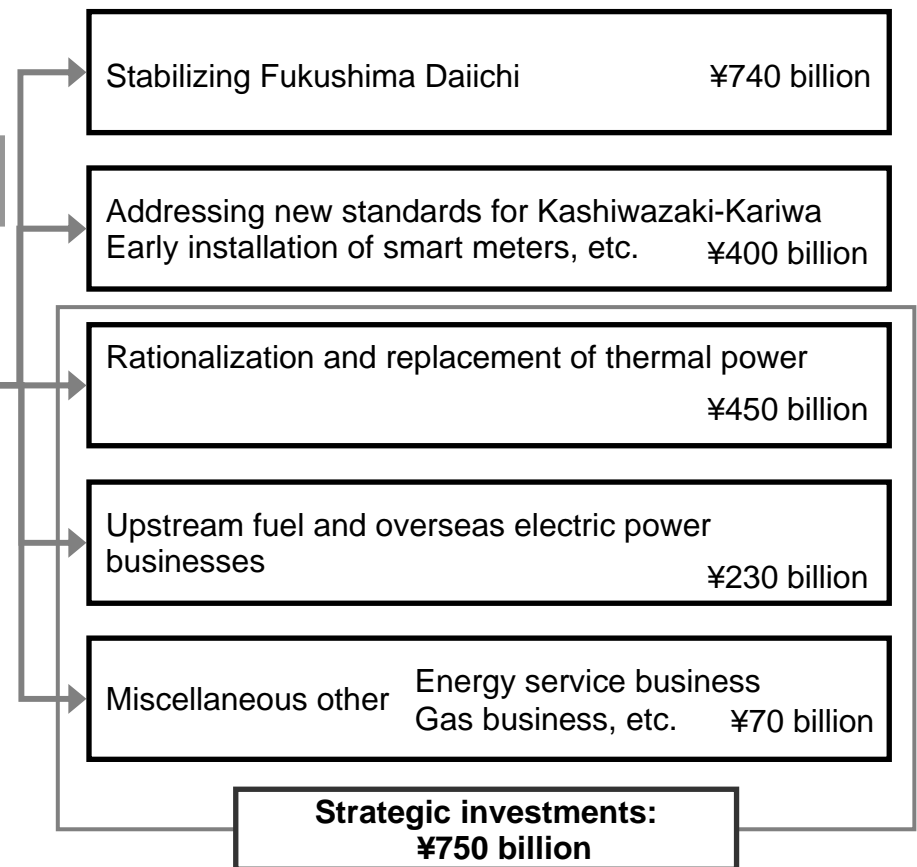 Stabilizing Fukushima Daiichi ¥740 billion
Addressing new standards for Kashiwazaki-Kariwa
Early installation of smart meters, etc. ¥400 billion
Rationalization and replacement of thermal power
¥450 billion
Upstream fuel and overseas electric power
businesses
¥230 billion
Miscellaneous other Energy service business
Gas business, etc. ¥70 billion
Strategic investments:
¥750 billion